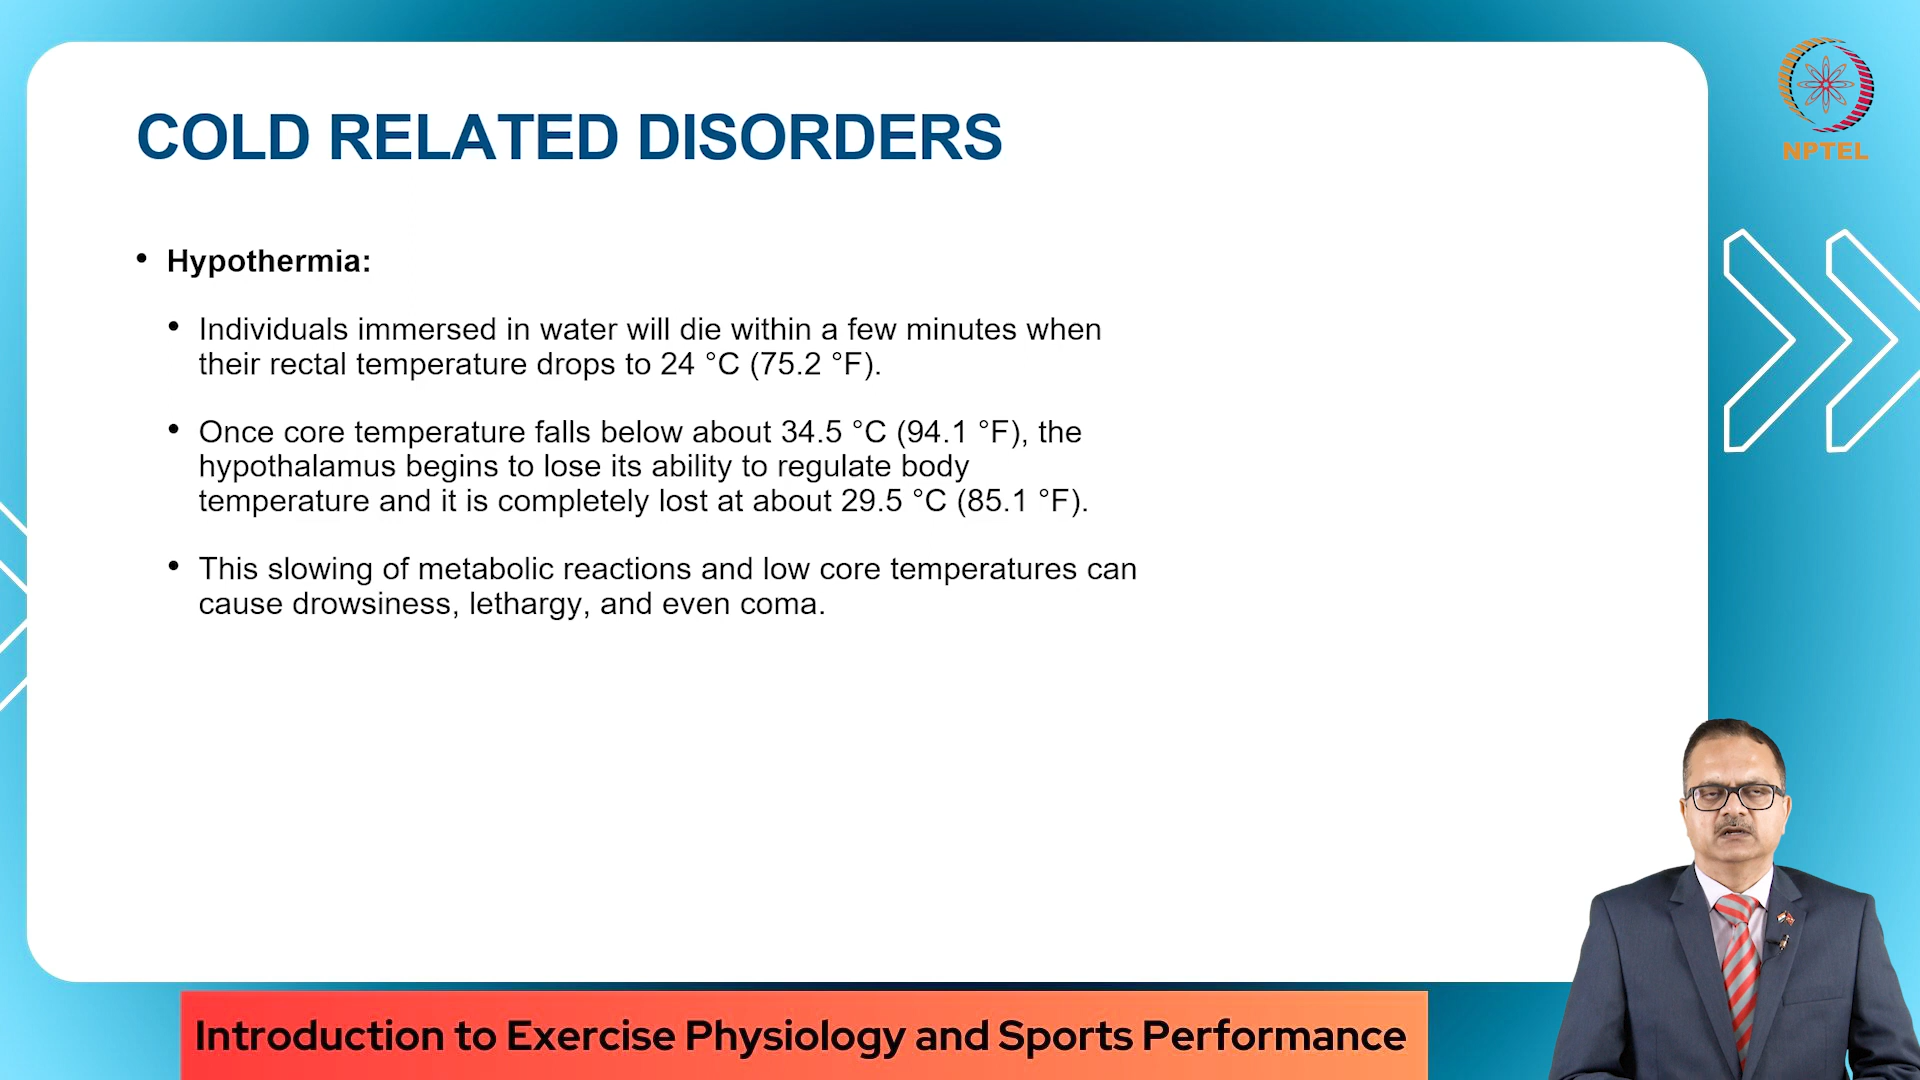 COLD RELATED DISORDERS
NPTEL
• Hypothermia:
• Individuals immersed in water will die within a few minutes when
their rectal temperature drops to 24 °C (75.2 °F).
• Once core temperature falls below about 34.5 °C (94.1 °F), the
hypothalamus begins to lose its ability to regulate body
temperature and it is completely lost at about 29.5 °C (85.1 °F).
• This slowing of metabolic reactions and low core temperatures can
cause drowsiness, lethargy, and even coma.
Introduction to Exercise Physiology and Sports Performance